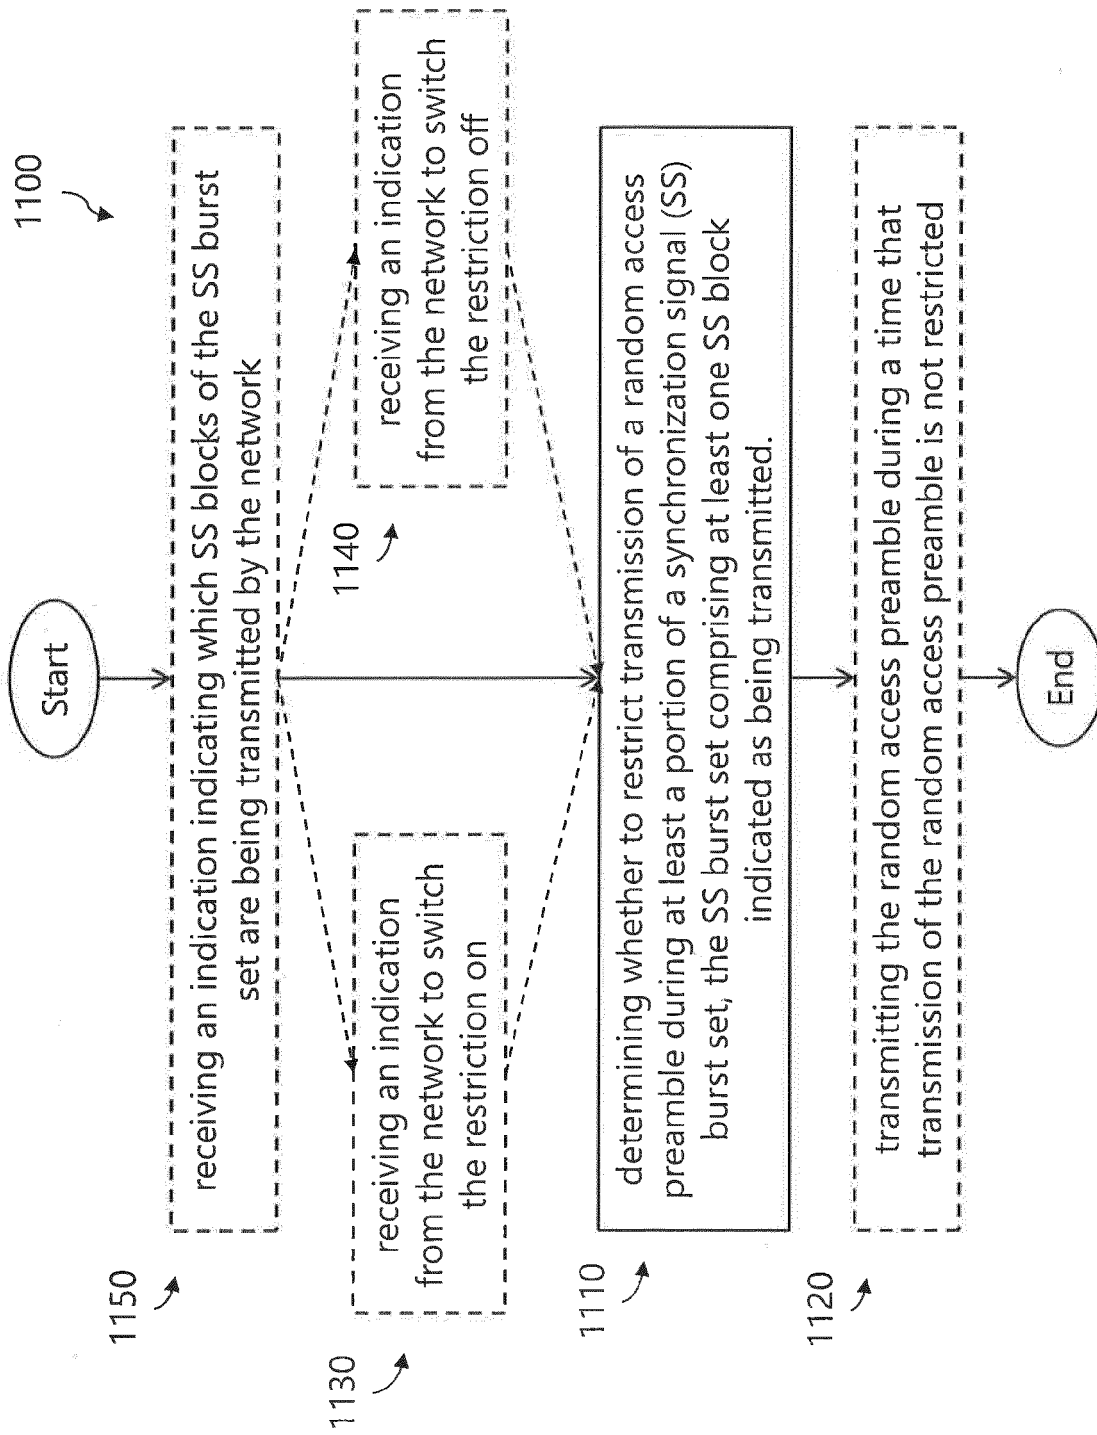 1100
Start
1150
receiving an indication indicating which SS blocks of the SS burst
set are being transmitted by the network
1130
receiving an indication
from the network to switch
the restriction on
1140
receiving an indication
from the network to switch
the restriction off
1110
determining whether to restrict transmission of a random access
preamble during at least a portion of a synchronization signal (SS)
burst set, the SS burst set comprising at least one SS block
indicated as being transmitted.
1120
transmitting the random access preamble during a time that
transmission of the random access preamble is not restricted
End